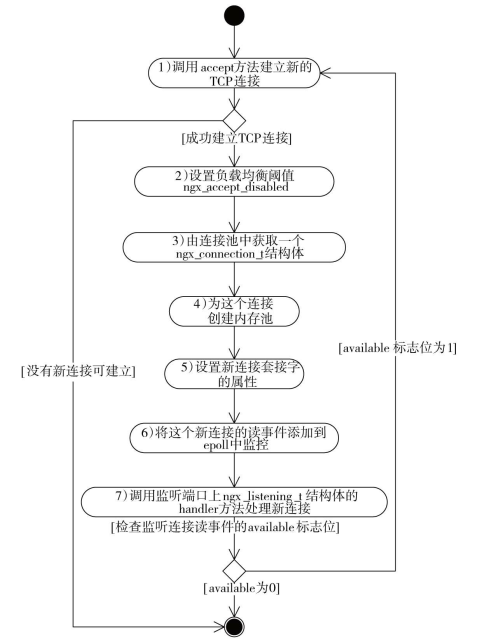 1)调用 accept方法建立新的
TCP连接
[成功建立TCP连接]
2)设置负载均衡阈值
ngx_accept_disabled
3)由连接池中获取一个
ngx_connection_t结构体
4)为这个连接
创建内存池
[available 标志位为1]
[没有新连接可建立]
5)设置新连接套接字
的属性
6)将这个新连接的读事件添加到
epoll中监控
7)调用监听端口上ngx_listening_t 结构体的
handler方法处理新连接
[检查监听连接读事件的available标志位]
[available为0]